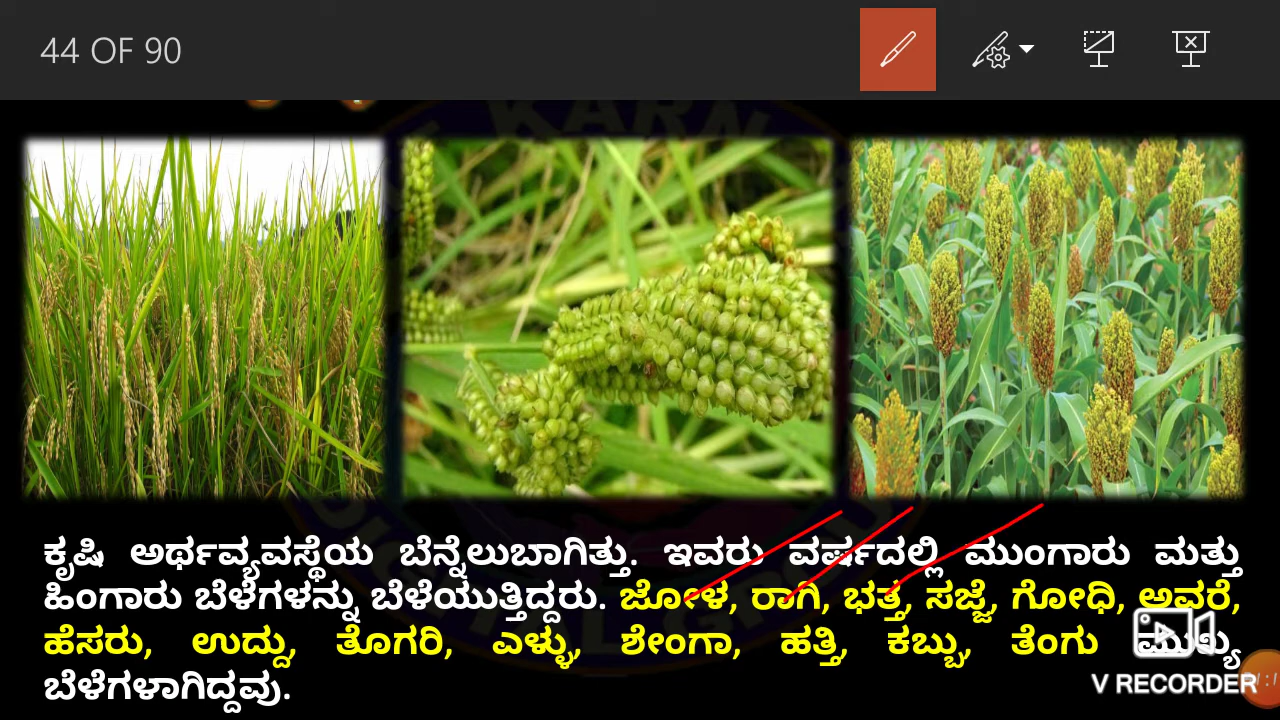 44 OF 90
ಕೃಷಿ ಅರ್ಥವ್ಯವಸ್ಥೆಯ ಬೆನ್ನೆಲುಬಾಗಿತ್ತು. ಇವರು ವರ್ಷದಲ್ಲಿ ಮುಂಗಾರು ಮತ್ತು
ಹಿಂಗಾರು ಬೆಳೆಗಳನ್ನು ಬೆಳೆಯುತ್ತಿದ್ದರು. ಜೋಳ, ರಾಗಿ, ಭತ್ತ, ಸಜ್ಜೆ, ಗೋಧಿ, ಅವರೆ,
ಹೆಸರು, ಉದ್ದು, ತೊಗರಿ, ಎಳ್ಳು, ಶೇಂಗಾ, ಹತ್ತಿ, ಕಬ್ಬು, ತೆಂಗು ಮುಖ್ಯ
ಬೆಳೆಗಳಾಗಿದ್ದವು.
V RECORDER